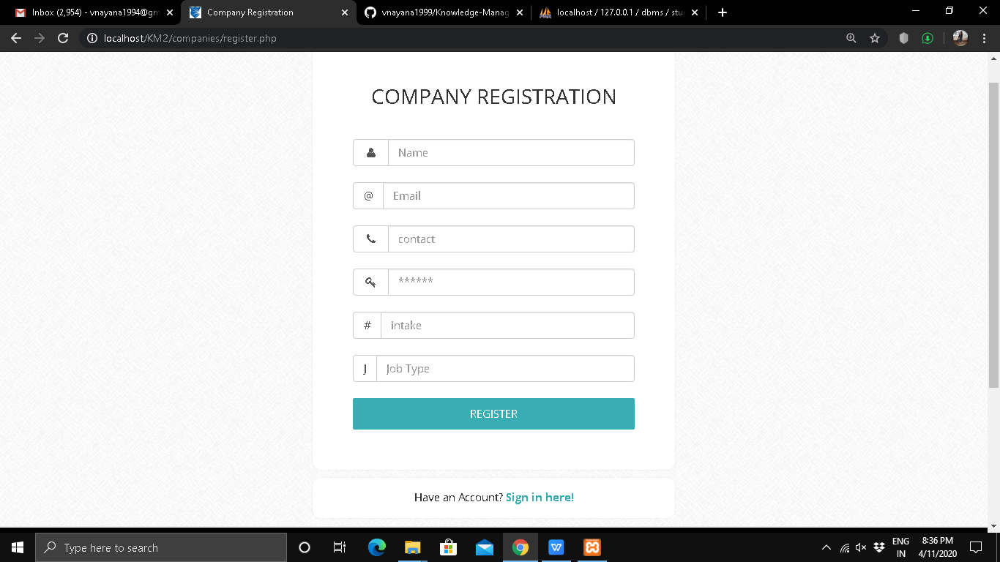 Inbox (2,954) - vnayana1994@gm
Company Registration
vnayana1999/Knowledge-Manag
localhost / 127.0.0.1 / dbms / stu
localhost/KM2/companies/register.php
COMPANY REGISTRATION
Name
@ Email
contact
******
# intake
J Job Type
REGISTER
Have an Account? Sign in here!
Type here to search
ENG
IN
8:36 PM
4/11/2020